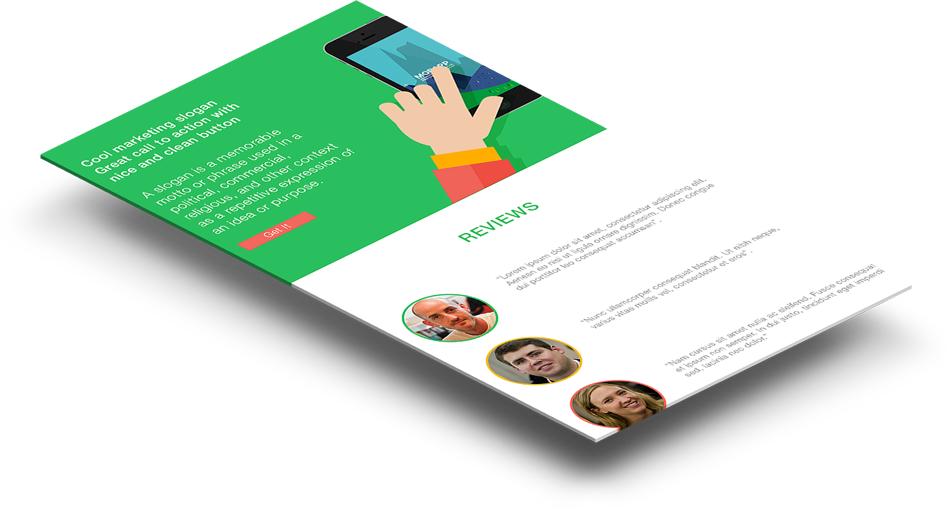 Cool marketing slogan
Great call to action with
nice and clean button
A slogan is a memorable
motto or phrase used in a
political, commercial,
religious, and other context
as a repetitive expression of
an idea or purpose.
Get it
REVIEWS
"Lorem ipsum dolor sit amet, consectetur adipiscing elit.
Aenean eu nisi ut ligula ornare dignissim. Donec congue
dui porttitor leo consequat accumsan" .
"Nunc ullamcorper consequat blandit. Ut nibh neque,
varius vitae mollis vel, consectetur et eros" .
"Nam cursus sit amet nulla ac eleifend. Fusce consequat
et ipsum non semper. In dui justo, tincidunt eget imperdi
sed, lacinia nec dolor."